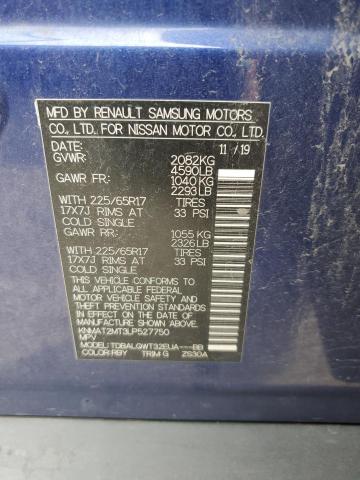 MFD BY RENAULT SAMSUNG MOTORS
CO., LTD. FOR NISSAN MOTOR CO., LTD.
DATE: 11 / 19
GVWR: 2082KG
4590LB
GAWR FR: 1040KG
2293LB
WITH 225/65R17 TIRES
17X7J RIMS AT 33 PSI
COLD SINGLE
GAWR RR: 1055 KG
2326LB
WITH 225/65R17 TIRES
17X7J RIMS AT 33 PSI
COLD SINGLE
THIS VEHICLE CONFORMS
TO ALL APPLICABLE FEDERAL
MOTOR VEHICLE SAFETY, AND
THEFT PREVENTION STANDARDS
IN EFFECT ON THE DATE OF
MANUFACTURE SHOWN ABOVE.
KNMAT2MT3LP527750
MPV
MODEL:TDBALQWT32EUA----BB
COLOR:RBY TRIM:G ZS30A